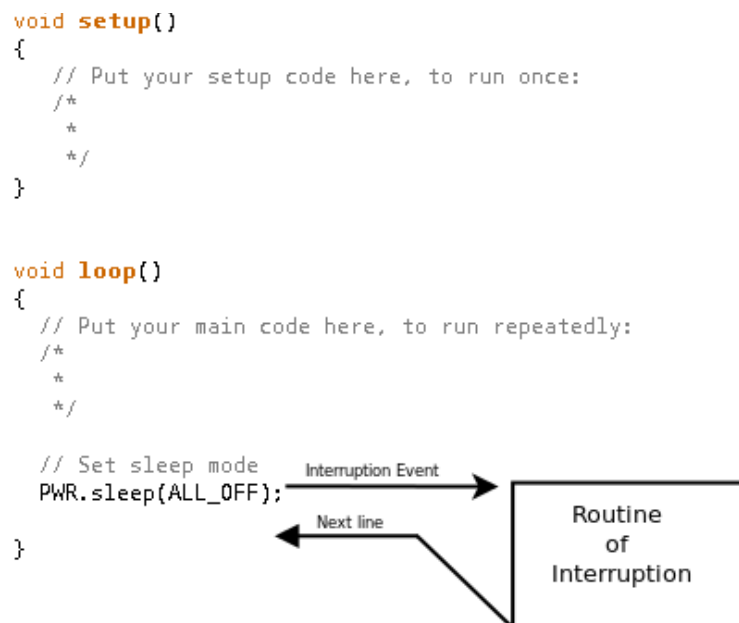 void setup()
{
// Put your setup code here, to run once:
/*
*
*/
}
void loop()
{
// Put your main code here, to run repeatedly:
/*
*
*/
// Set sleep mode
PWR.sleep(ALL_OFF);
Interruption Event
Next line
}
Routine
of
Interruption